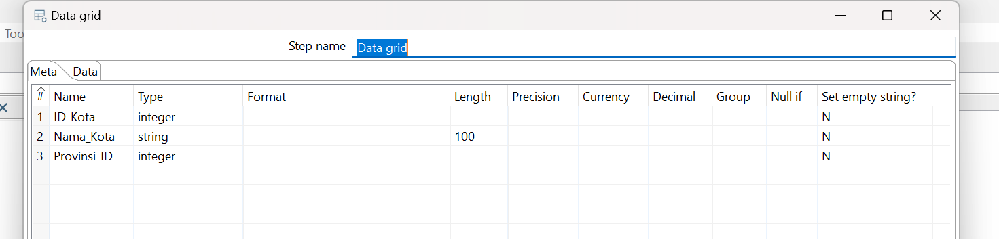 Data grid
Too
Step name Data grid
Meta Data
# Name Type Format Length Precision Currency Decimal Group Null if Set empty string?
1 ID_Kota integer N
2 Nama_Kota string 100 N
3 Provinsi_ID integer N